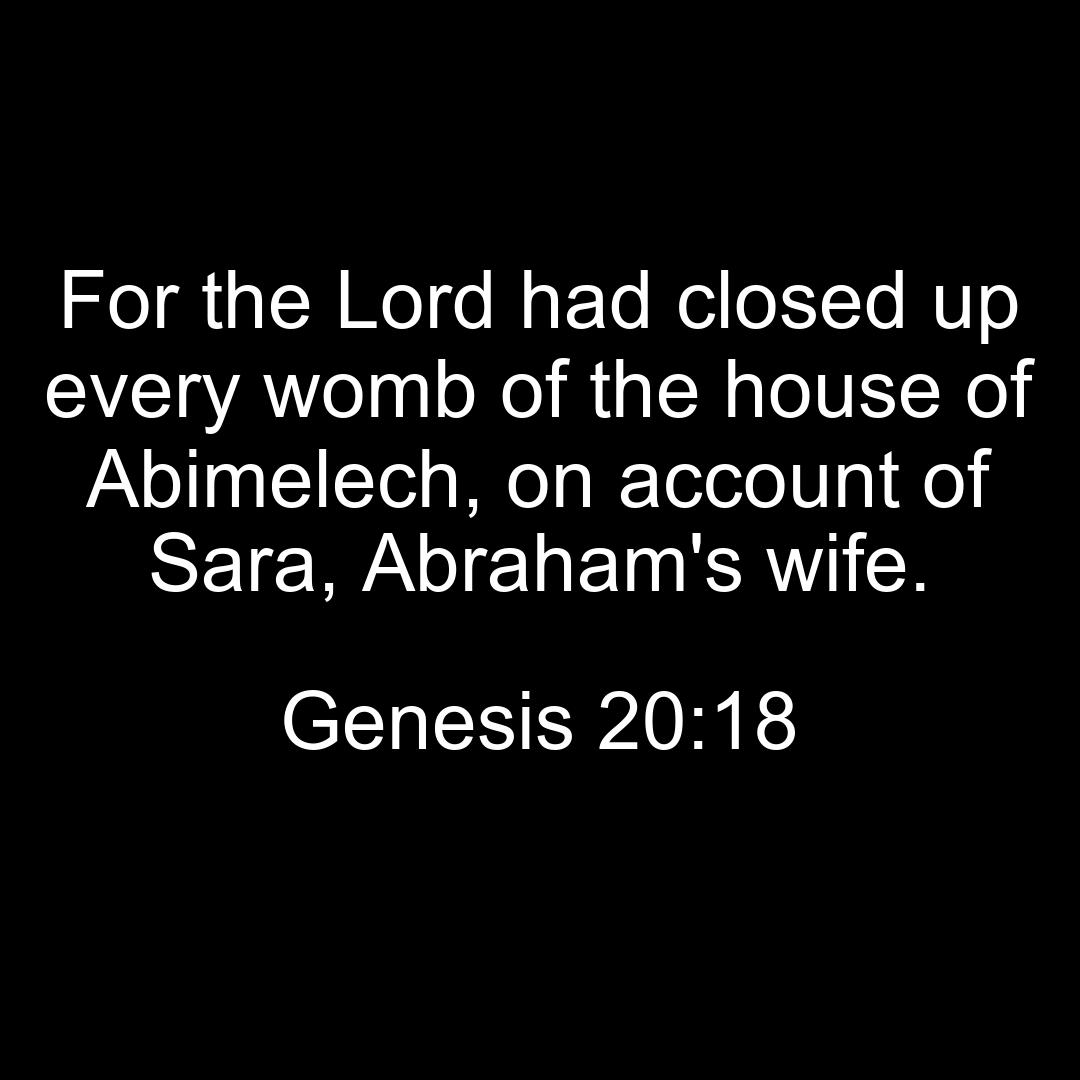 For the Lord had closed up
every womb of the house of
Abimelech, on account of
Sara, Abraham's wife.
Genesis 20:18